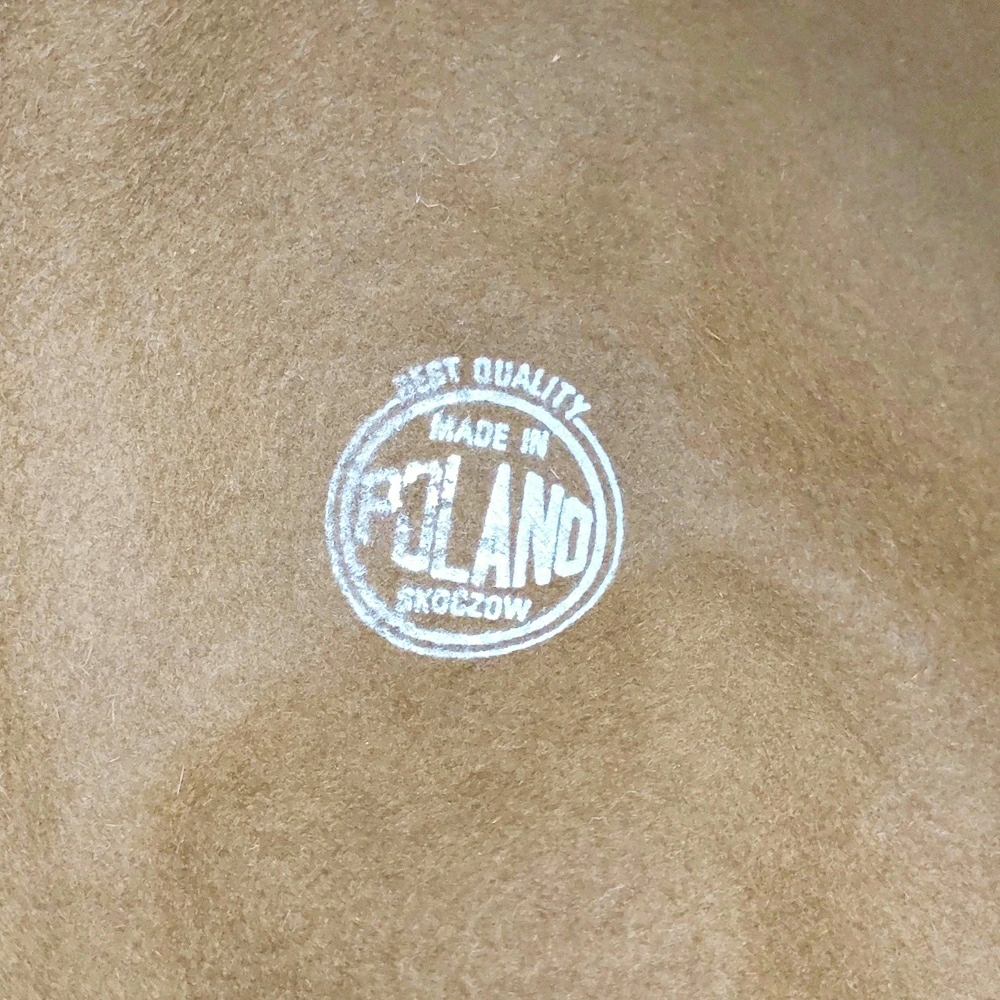 BEST QUALITY
MADE IN
POLAND
SKOCZOW